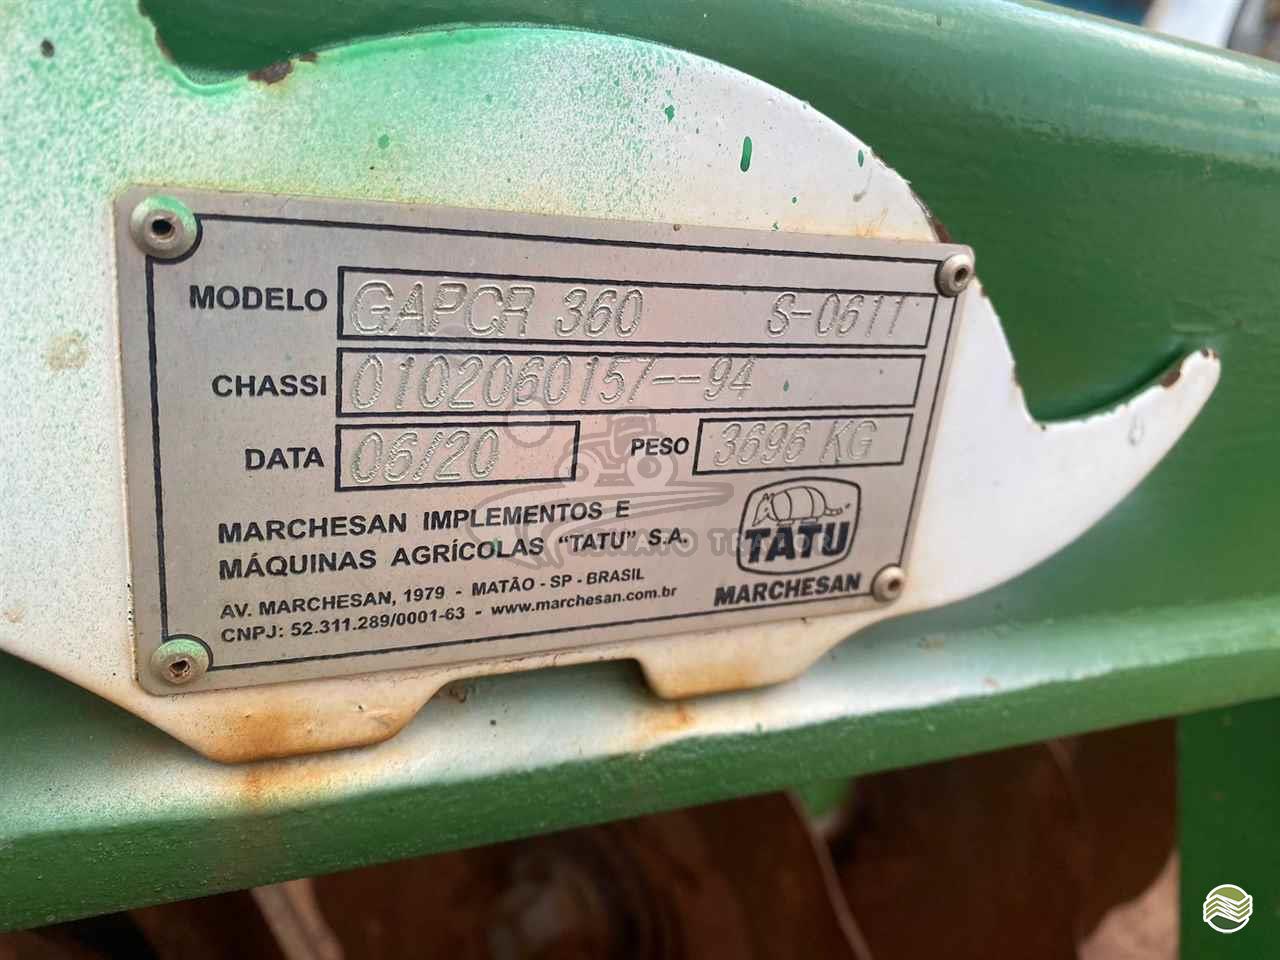 MODELO GAPCR 360 S-0611
CHASSI 0102060157--94
DATA 06/20 PESO 3696 KG
MARCHESAN IMPLEMENTOS E
MÁQUINAS AGRÍCOLAS “TATU” S.A.
AV. MARCHESAN, 1979 - MATÃO - SP - BRASIL
CNPJ: 52.311.289/0001-63 - www.marchesan.com.br
TATU
MARCHESAN